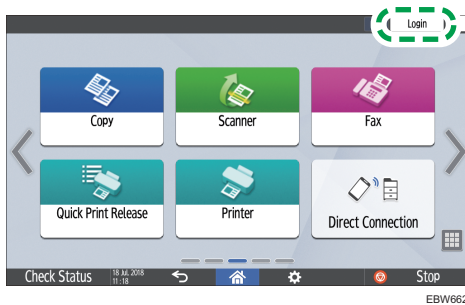 Login
Copy
Scanner
Fax
Quick Print Release
Printer
Direct Connection
Check Status
18 Jul. 2018
11 :18
Stop
EBW662